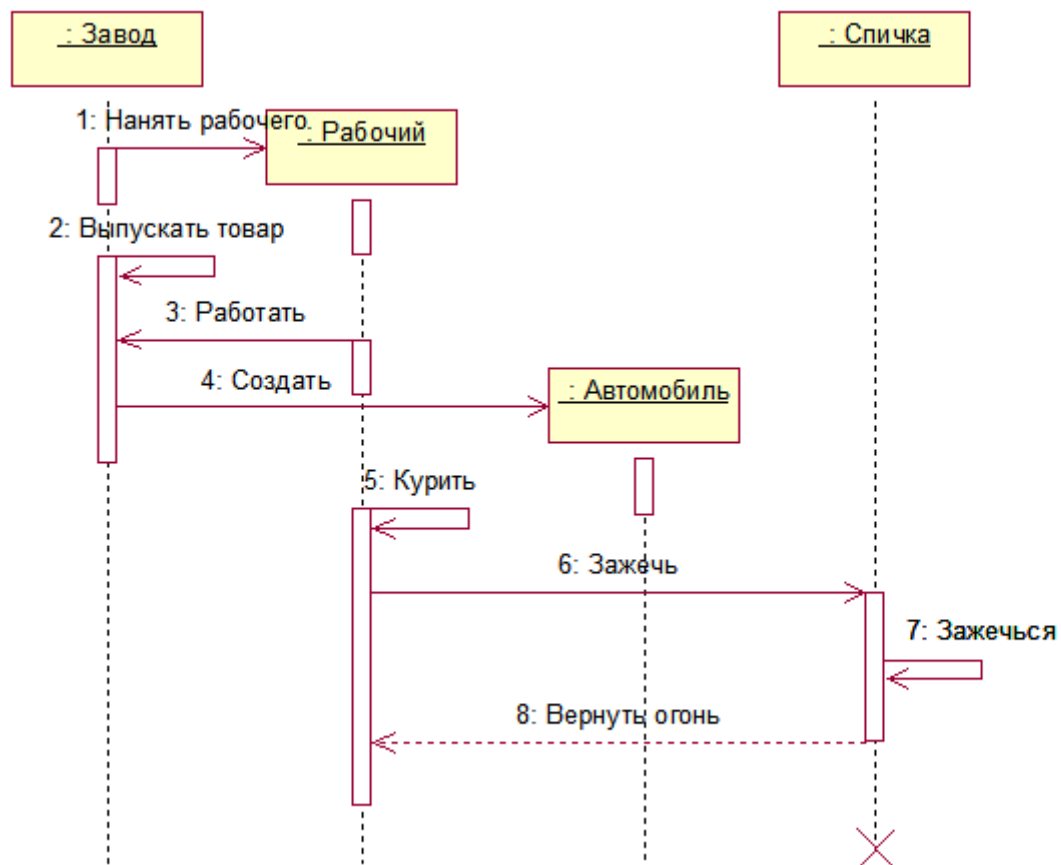 : Завод
: Спичка
1: Нанять рабочего
: Рабочий
2: Выпускать товар
3: Работать
4: Создать
: Автомобиль
5: Курить
6: Зажечь
7: Зажечься
8: Вернуть огонь